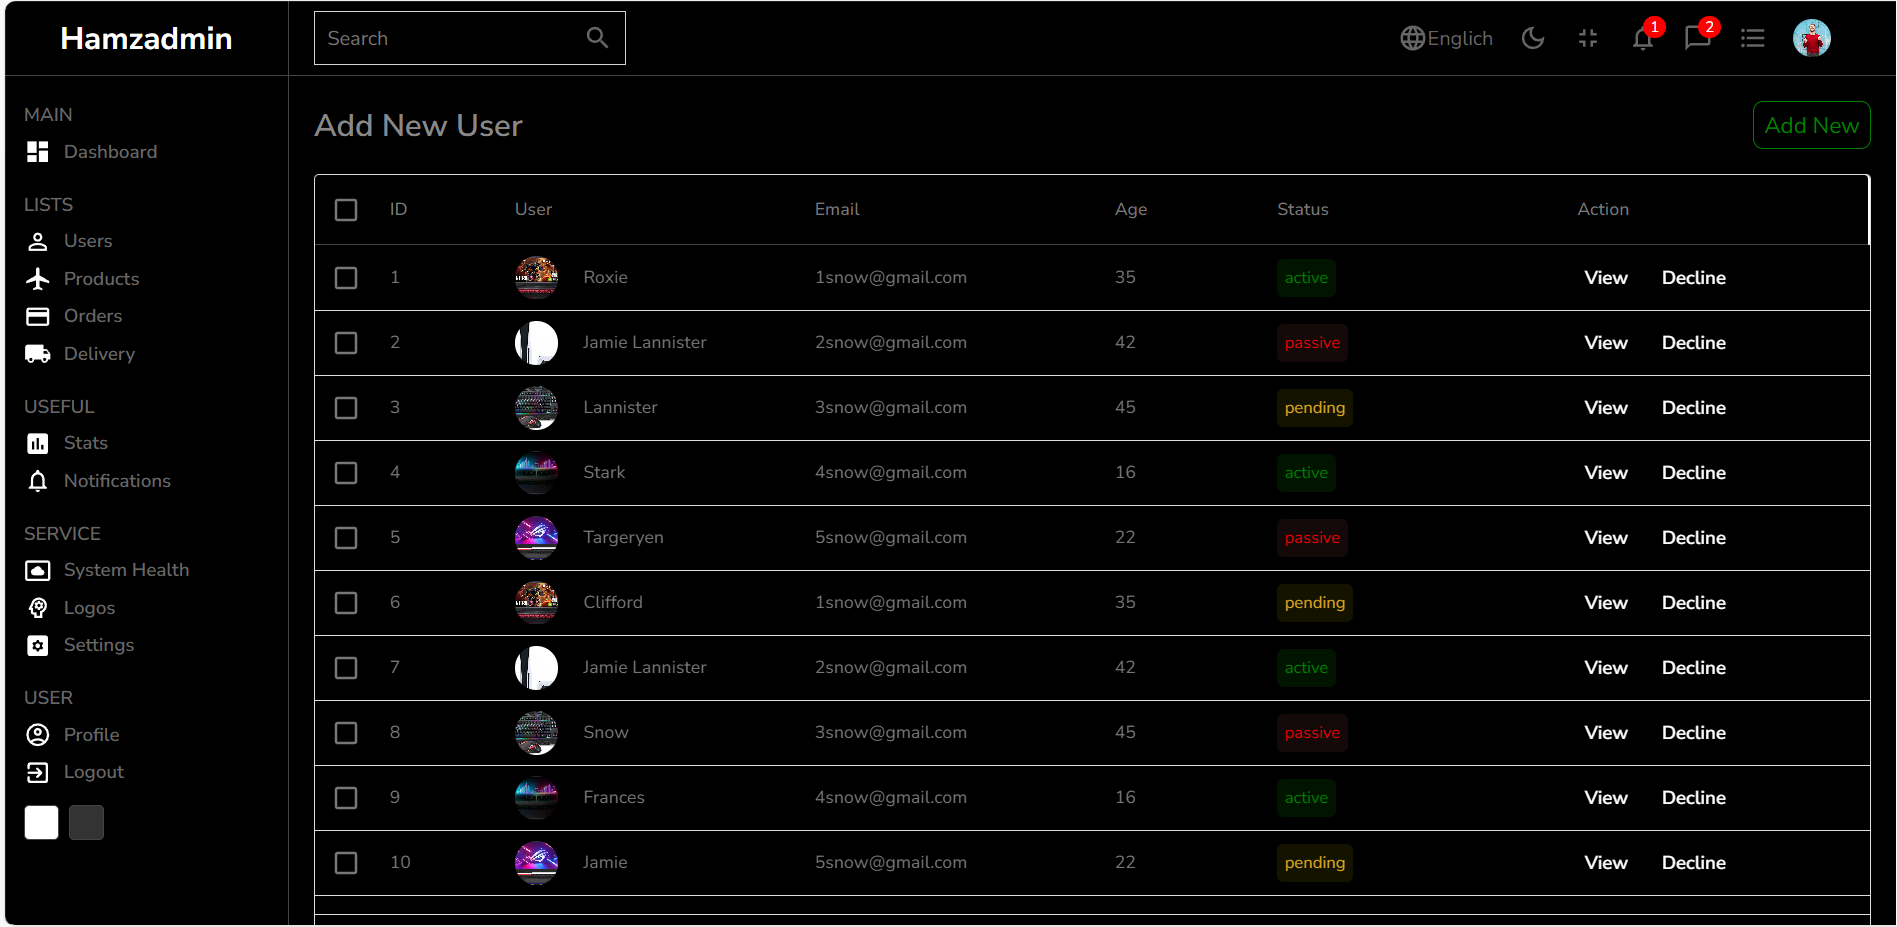 Hamzadmin
Search
Englich
1
2
MAIN
Dashboard
LISTS
Users
Products
Orders
Delivery
USEFUL
Stats
Notifications
SERVICE
System Health
Logos
Settings
USER
Profile
Logout
Add New User
Add New
ID User Email Age Status Action
1 Roxie 1snow@gmail.com 35 active View Decline
2 Jamie Lannister 2snow@gmail.com 42 passive View Decline
3 Lannister 3snow@gmail.com 45 pending View Decline
4 Stark 4snow@gmail.com 16 active View Decline
5 Targeryen 5snow@gmail.com 22 passive View Decline
6 Clifford 1snow@gmail.com 35 pending View Decline
7 Jamie Lannister 2snow@gmail.com 42 active View Decline
8 Snow 3snow@gmail.com 45 passive View Decline
9 Frances 4snow@gmail.com 16 active View Decline
10 Jamie 5snow@gmail.com 22 pending View Decline